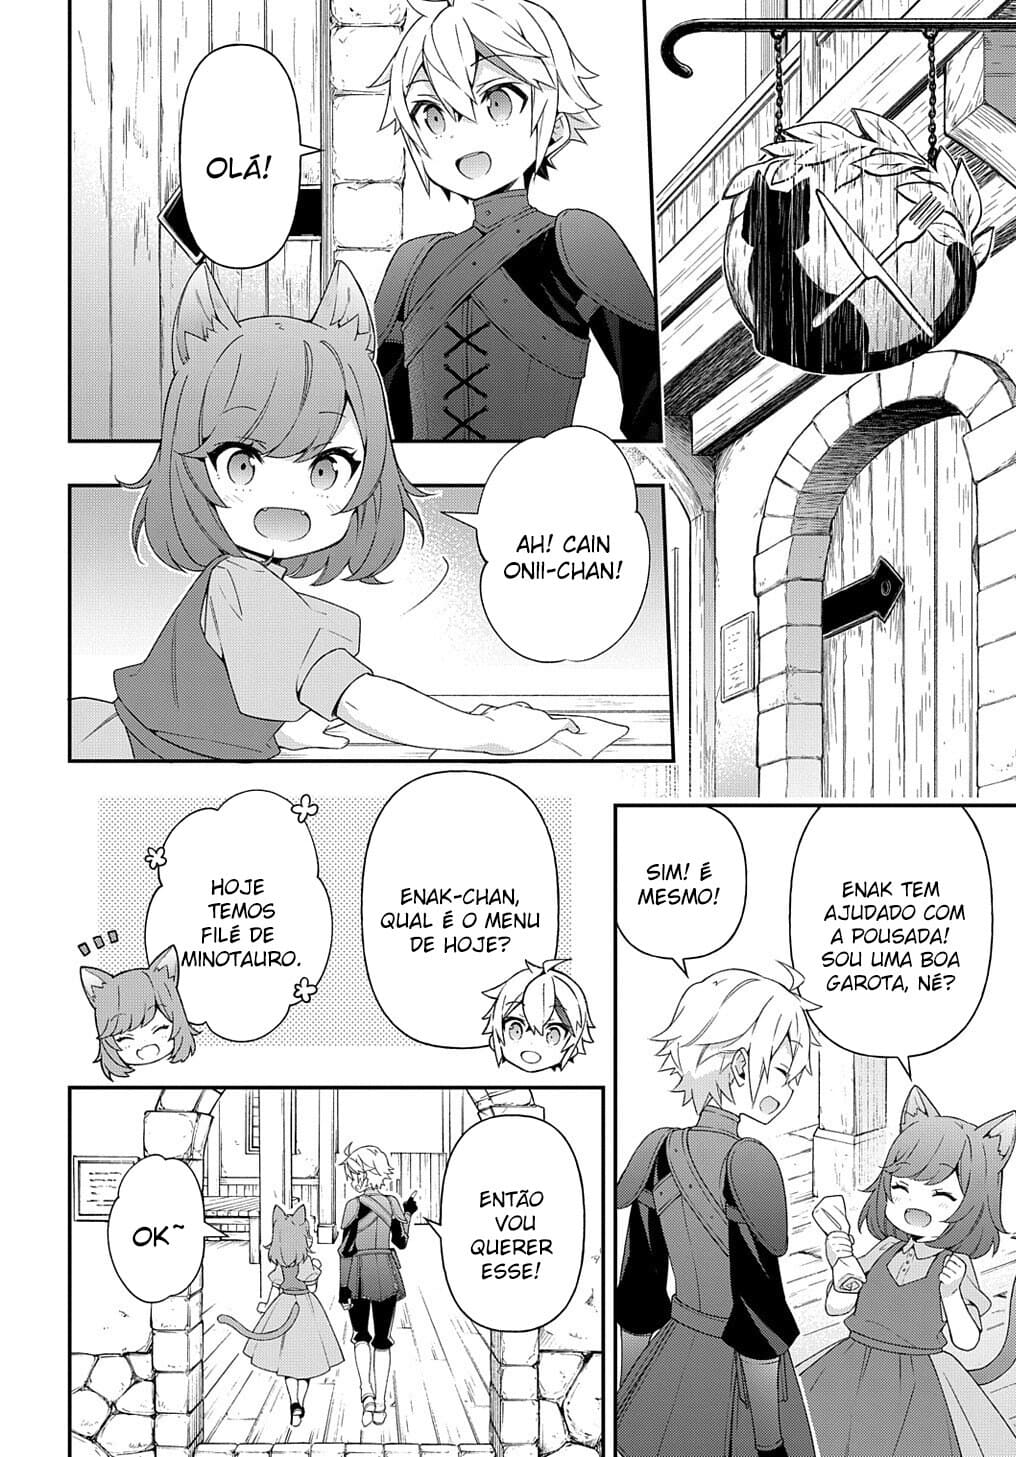 OLÁ!
AH! CAIN
ONII-CHAN!
ENAK TEM
AJUDADO COM
A POUSADA!
SOU UMA BOA
GAROTA, NÉ?
SIM! É
MESMO!
ENAK-CHAN,
QUAL É O MENU
DE HOJE?
HOJE
TEMOS
FILÉ DE
MINOTAURO.
ENTÃO
VOU
QUERER
ESSE!
OK~